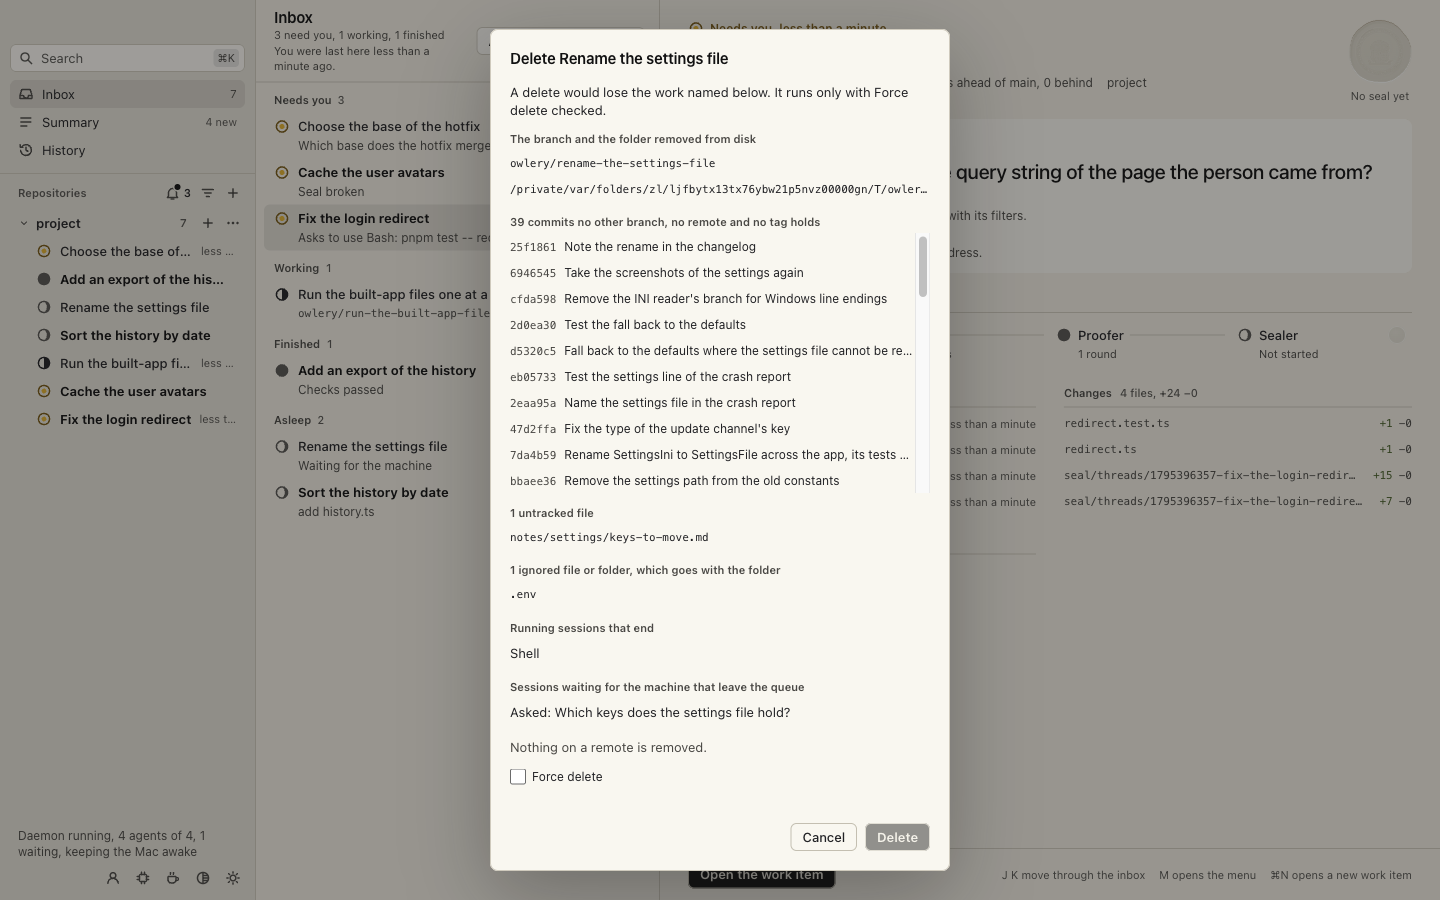 Search ⌘K
Inbox 7
Summary 4 new
History
Repositories 3
project 7
Choose the base of... less ...
Add an export of the his...
Rename the settings file
Sort the history by date
Run the built-app fi... less ...
Cache the user avatars
Fix the login redirect less t...
Daemon running, 4 agents of 4, 1
waiting, keeping the Mac awake
Inbox
3 need you, 1 working, 1 finished
You were last here less than a
minute ago.
Needs you 3
Choose the base of the hotfix
Which base does the hotfix merge
Cache the user avatars
Seal broken
Fix the login redirect
Asks to use Bash: pnpm test -- red
Working 1
Run the built-app files one at a
owlery/run-the-built-app-file
Finished 1
Add an export of the history
Checks passed
Asleep 2
Rename the settings file
Waiting for the machine
Sort the history by date
add history.ts
Delete Rename the settings file
A delete would lose the work named below. It runs only with Force
delete checked.
The branch and the folder removed from disk
owlery/rename-the-settings-file
/private/var/folders/zl/ljfbytx13tx76ybw21p5nvz00000gn/T/owler…
39 commits no other branch, no remote and no tag holds
25f1861 Note the rename in the changelog
6946545 Take the screenshots of the settings again
cfda598 Remove the INI reader's branch for Windows line endings
2d0ea30 Test the fall back to the defaults
d5320c5 Fall back to the defaults where the settings file cannot be re...
eb05733 Test the settings line of the crash report
2eaa95a Name the settings file in the crash report
47d2ffa Fix the type of the update channel's key
7da4b59 Rename SettingsIni to SettingsFile across the app, its tests ...
bbaee36 Remove the settings path from the old constants
1 untracked file
notes/settings/keys-to-move.md
1 ignored file or folder, which goes with the folder
.env
Running sessions that end
Shell
Sessions waiting for the machine that leave the queue
Asked: Which keys does the settings file hold?
Nothing on a remote is removed.
Force delete
Cancel Delete
Needs you, less than a minute
ahead of main, 0 behind project
No seal yet
query string of the page the person came from?
with its filters.
dress.
Proofer
1 round
Sealer
Not started
than a minute
than a minute
than a minute
than a minute
Changes 4 files, +24 −0
redirect.test.ts +1 −0
redirect.ts +1 −0
seal/threads/1795396357-fix-the-login-redir… +15 −0
seal/threads/1795396357-fix-the-login-redire… +7 −0
Open the work item
J K move through the inbox M opens the menu ⌘N opens a new work item